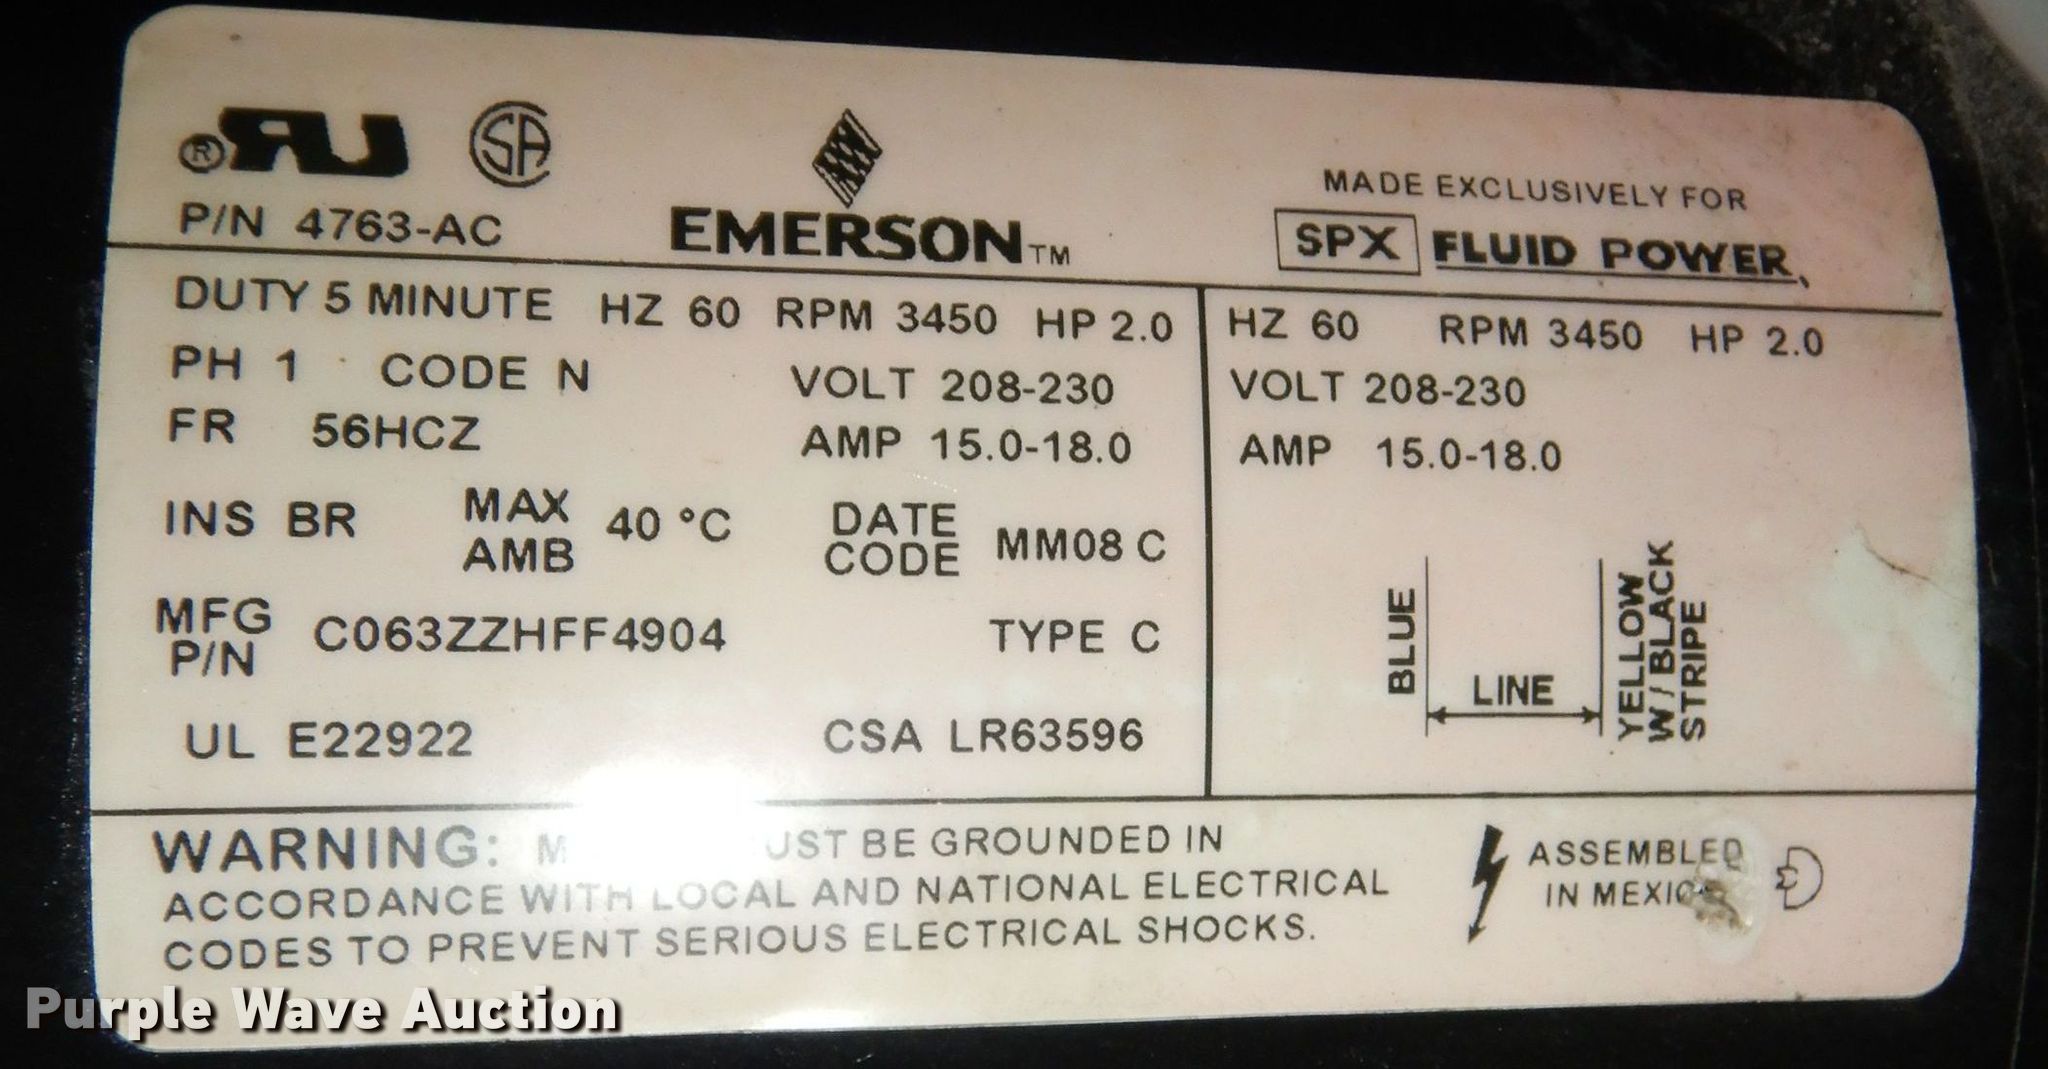 ® RU SA
P/N 4763-AC
EMERSON™
MADE EXCLUSIVELY FOR
SPX FLUID POWER
DUTY 5 MINUTE HZ 60 RPM 3450 HP 2.0
PH 1 CODE N VOLT 208-230
FR 56HCZ AMP 15.0-18.0
INS BR MAX AMB 40 °C DATE CODE MM08 C
MFG P/N C063ZZHFF4904 TYPE C
UL E22922 CSA LR63596
HZ 60 RPM 3450 HP 2.0
VOLT 208-230
AMP 15.0-18.0
BLUE
LINE
YELLOW
W/BLACK
STRIPE
WARNING: BE GROUNDED IN
ACCORDANCE WITH LOCAL AND NATIONAL ELECTRICAL
CODES TO PREVENT SERIOUS ELECTRICAL SHOCKS.
ASSEMBLED
IN MEXICO
Purple Wave Auction